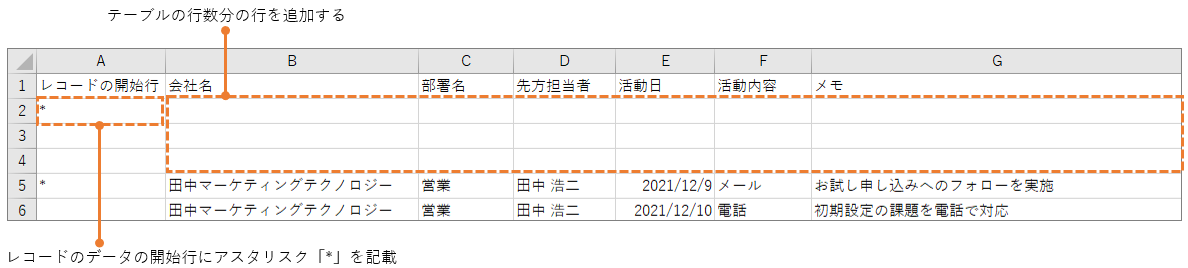 テーブルの行数分の行を追加する
A B C D E F G
1 レコードの開始行 会社名 部署名 先方担当者 活動日 活動内容 メモ
2 *
3
4
5 * 田中マーケティングテクノロジー 営業 田中 浩二 2021/12/9 メール お試し申し込みへのフォローを実施
6 田中マーケティングテクノロジー 営業 田中 浩二 2021/12/10 電話 初期設定の課題を電話で対応
レコードのデータの開始行にアスタリスク「*」を記載